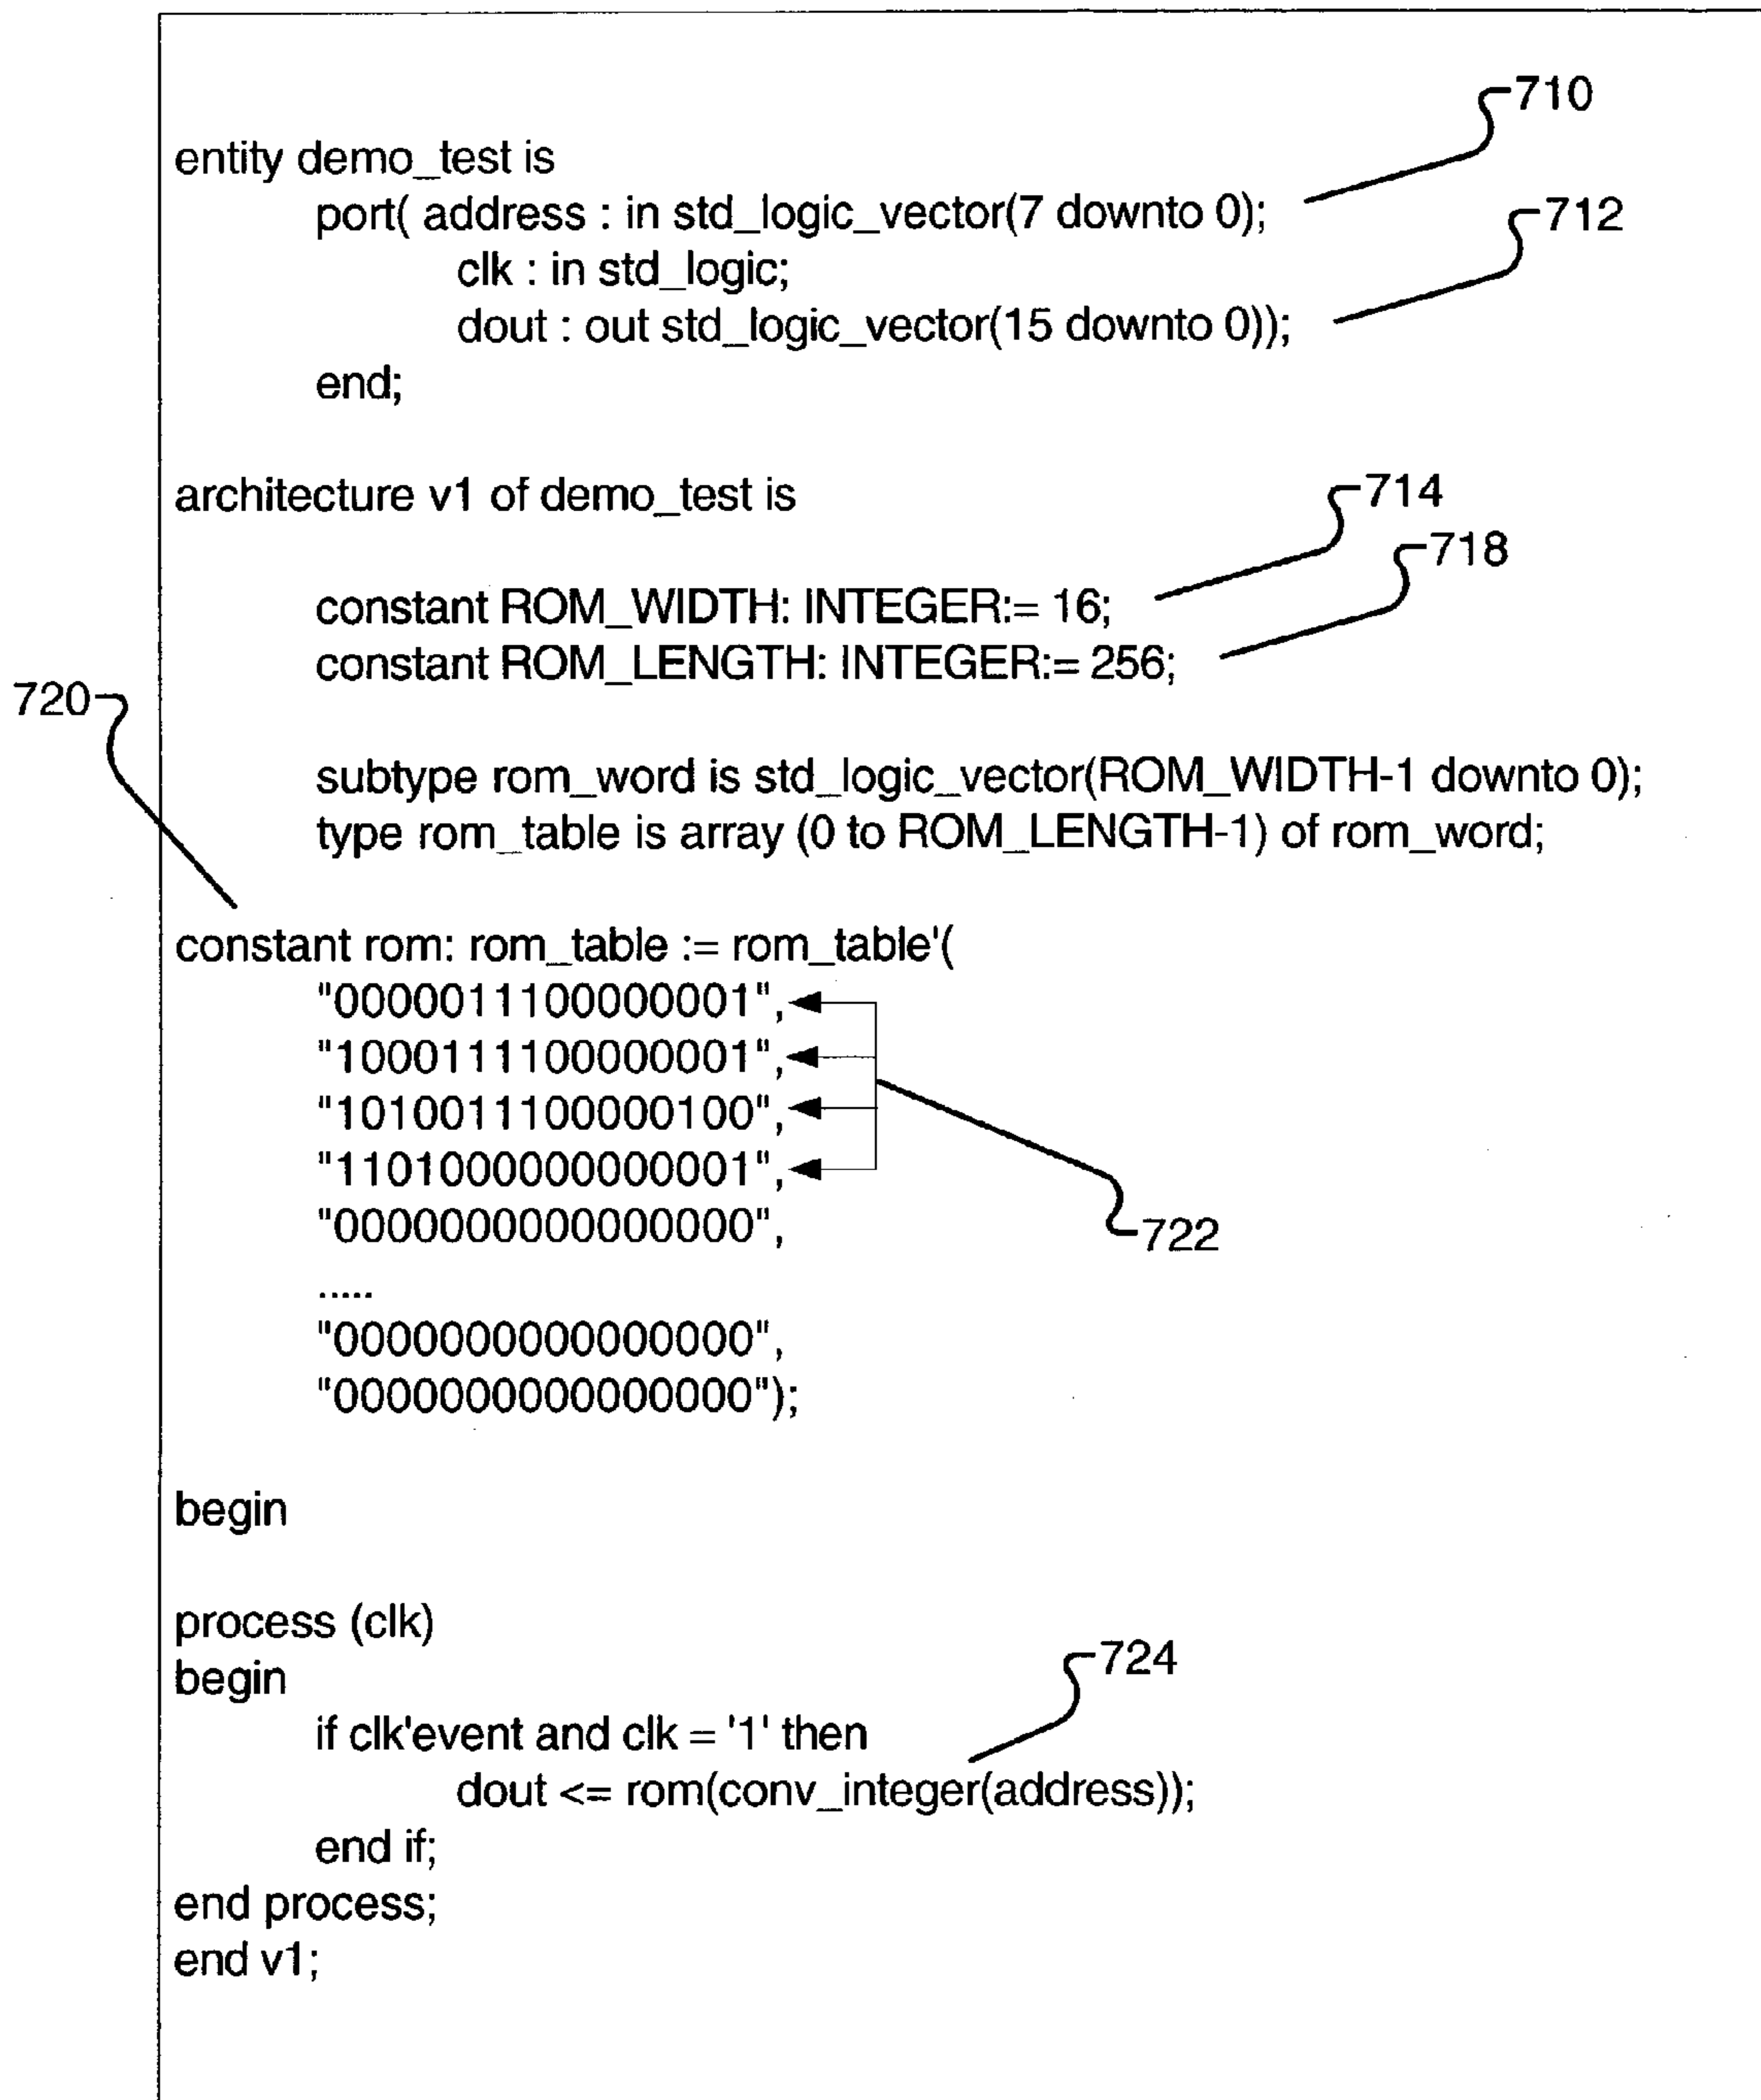 710
entity demo_test is
port( address : in std_logic_vector(7 downto 0);
712
clk : in std_logic;
dout : out std_logic_vector(15 downto 0));
end;
architecture v1 of demo_test is
714
718
constant ROM_WIDTH: INTEGER:= 16;
constant ROM_LENGTH: INTEGER:= 256;
720
subtype rom_word is std_logic_vector(ROM_WIDTH-1 downto 0);
type rom_table is array (0 to ROM_LENGTH-1) of rom_word;
constant rom: rom_table := rom_table'(
"0000011100000001",
"1000111100000001",
"1010011100000100",
"1101000000000001",
"0000000000000000",
722
.....
"0000000000000000",
"0000000000000000");
begin
process (clk)
724
begin
if clk'event and clk = '1' then
dout <= rom(conv_integer(address));
end if;
end process;
end v1;